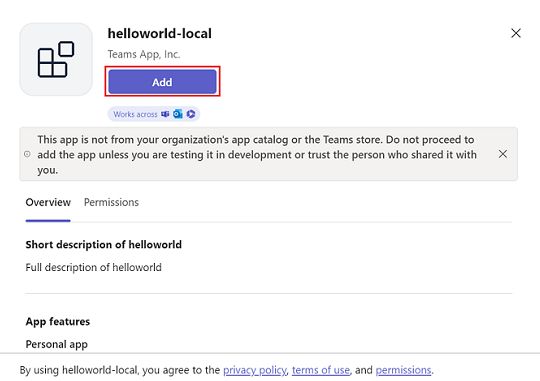 helloworld-local
Teams App, Inc.
Add
Works across
This app is not from your organization's app catalog or the Teams store. Do not proceed to
add the app unless you are testing it in development or trust the person who shared it with
you.
Overview Permissions
Short description of helloworld
Full description of helloworld
App features
Personal app
By using helloworld-local, you agree to the privacy policy, terms of use, and permissions.